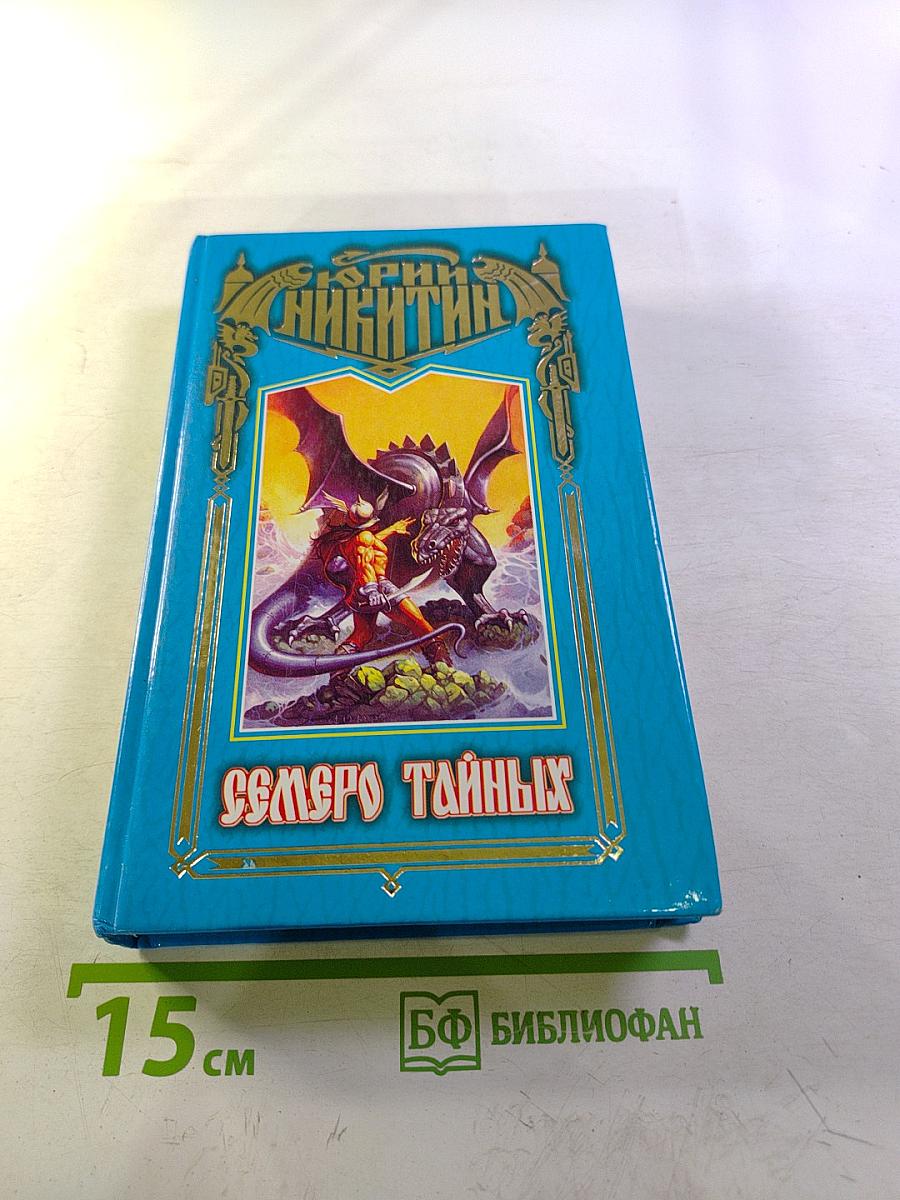 ЮРИЙ
НИКИТИН
СЕМЕРО ТАЙНЫХ
15 см
БФ БИБЛИОФАН